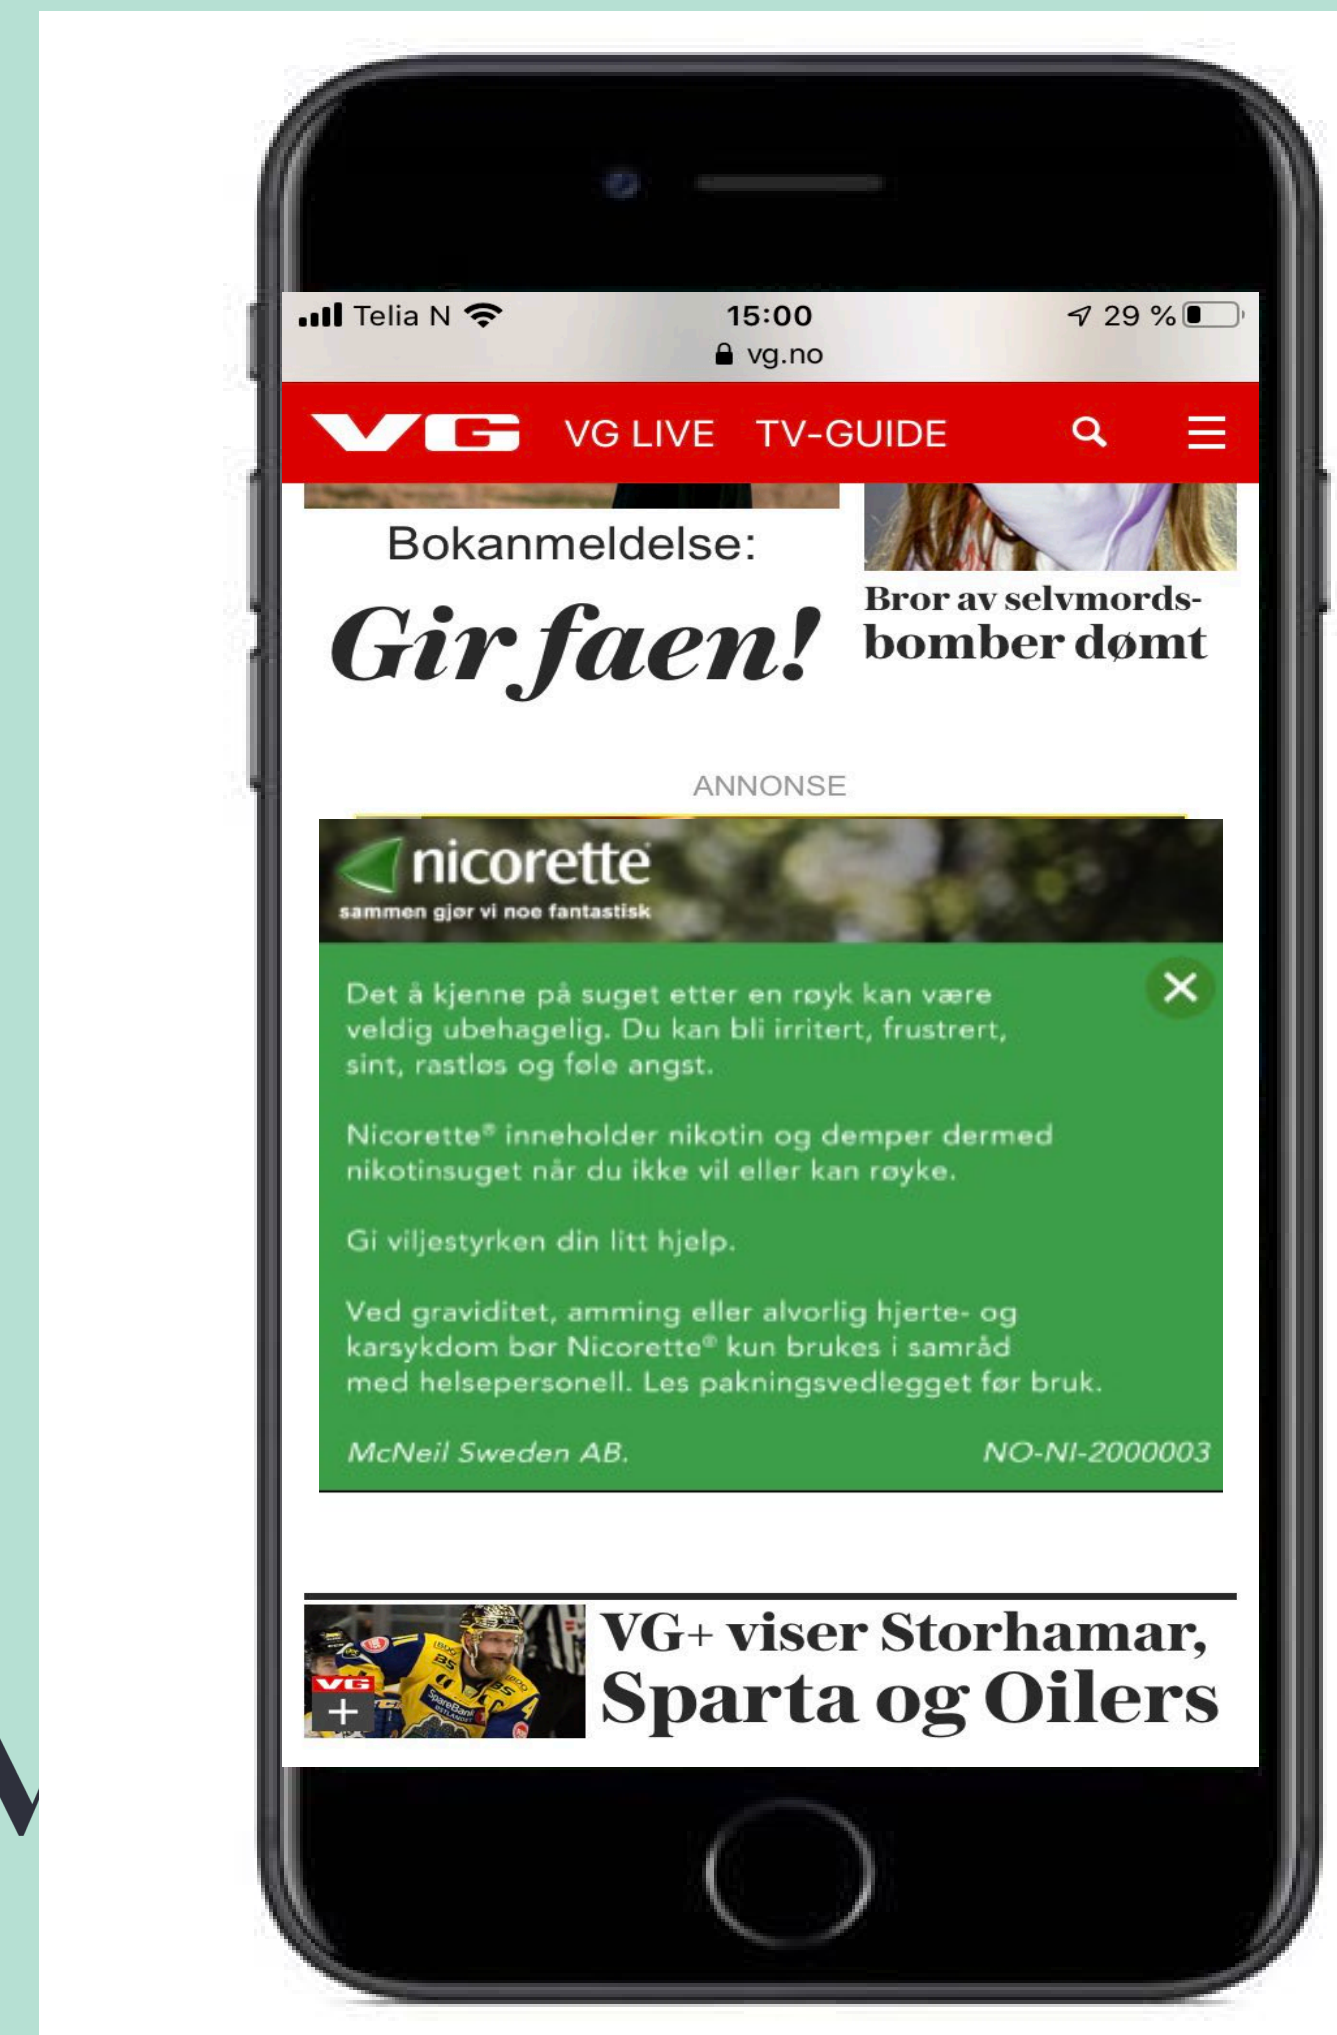 Telia N
15:00
29 %
vg.no
VG
VG LIVE
TV-GUIDE
Bokanmeldelse:
Gir faen!
Bror av selvmords-
bomber dømt
ANNONSE
nicorette
sammen gjør vi noe fantastisk
Det å kjenne på suget etter en røyk kan være
veldig ubehagelig. Du kan bli irritert, frustrert,
sint, rastløs og føle angst.
Nicorette® inneholder nikotin og demper dermed
nikotinsuget når du ikke vil eller kan røyke.
Gi viljestyrken din litt hjelp.
Ved graviditet, amming eller alvorlig hjerte- og
karsykdom bør Nicorette® kun brukes i samråd
med helsepersonell. Les pakningsvedlegget før bruk.
McNeil Sweden AB.
NO-NI-2000003
VG
+
SpareBank
ØSTLANDET
VG+ viser Storhamar,
Sparta og Oilers